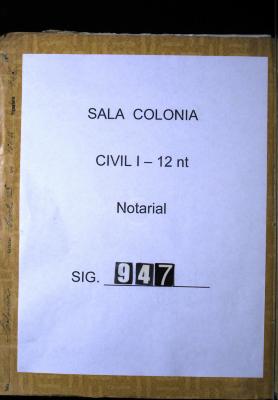 SALA COLONIA
CIVIL I – 12 nt
Notarial
SIG. 947